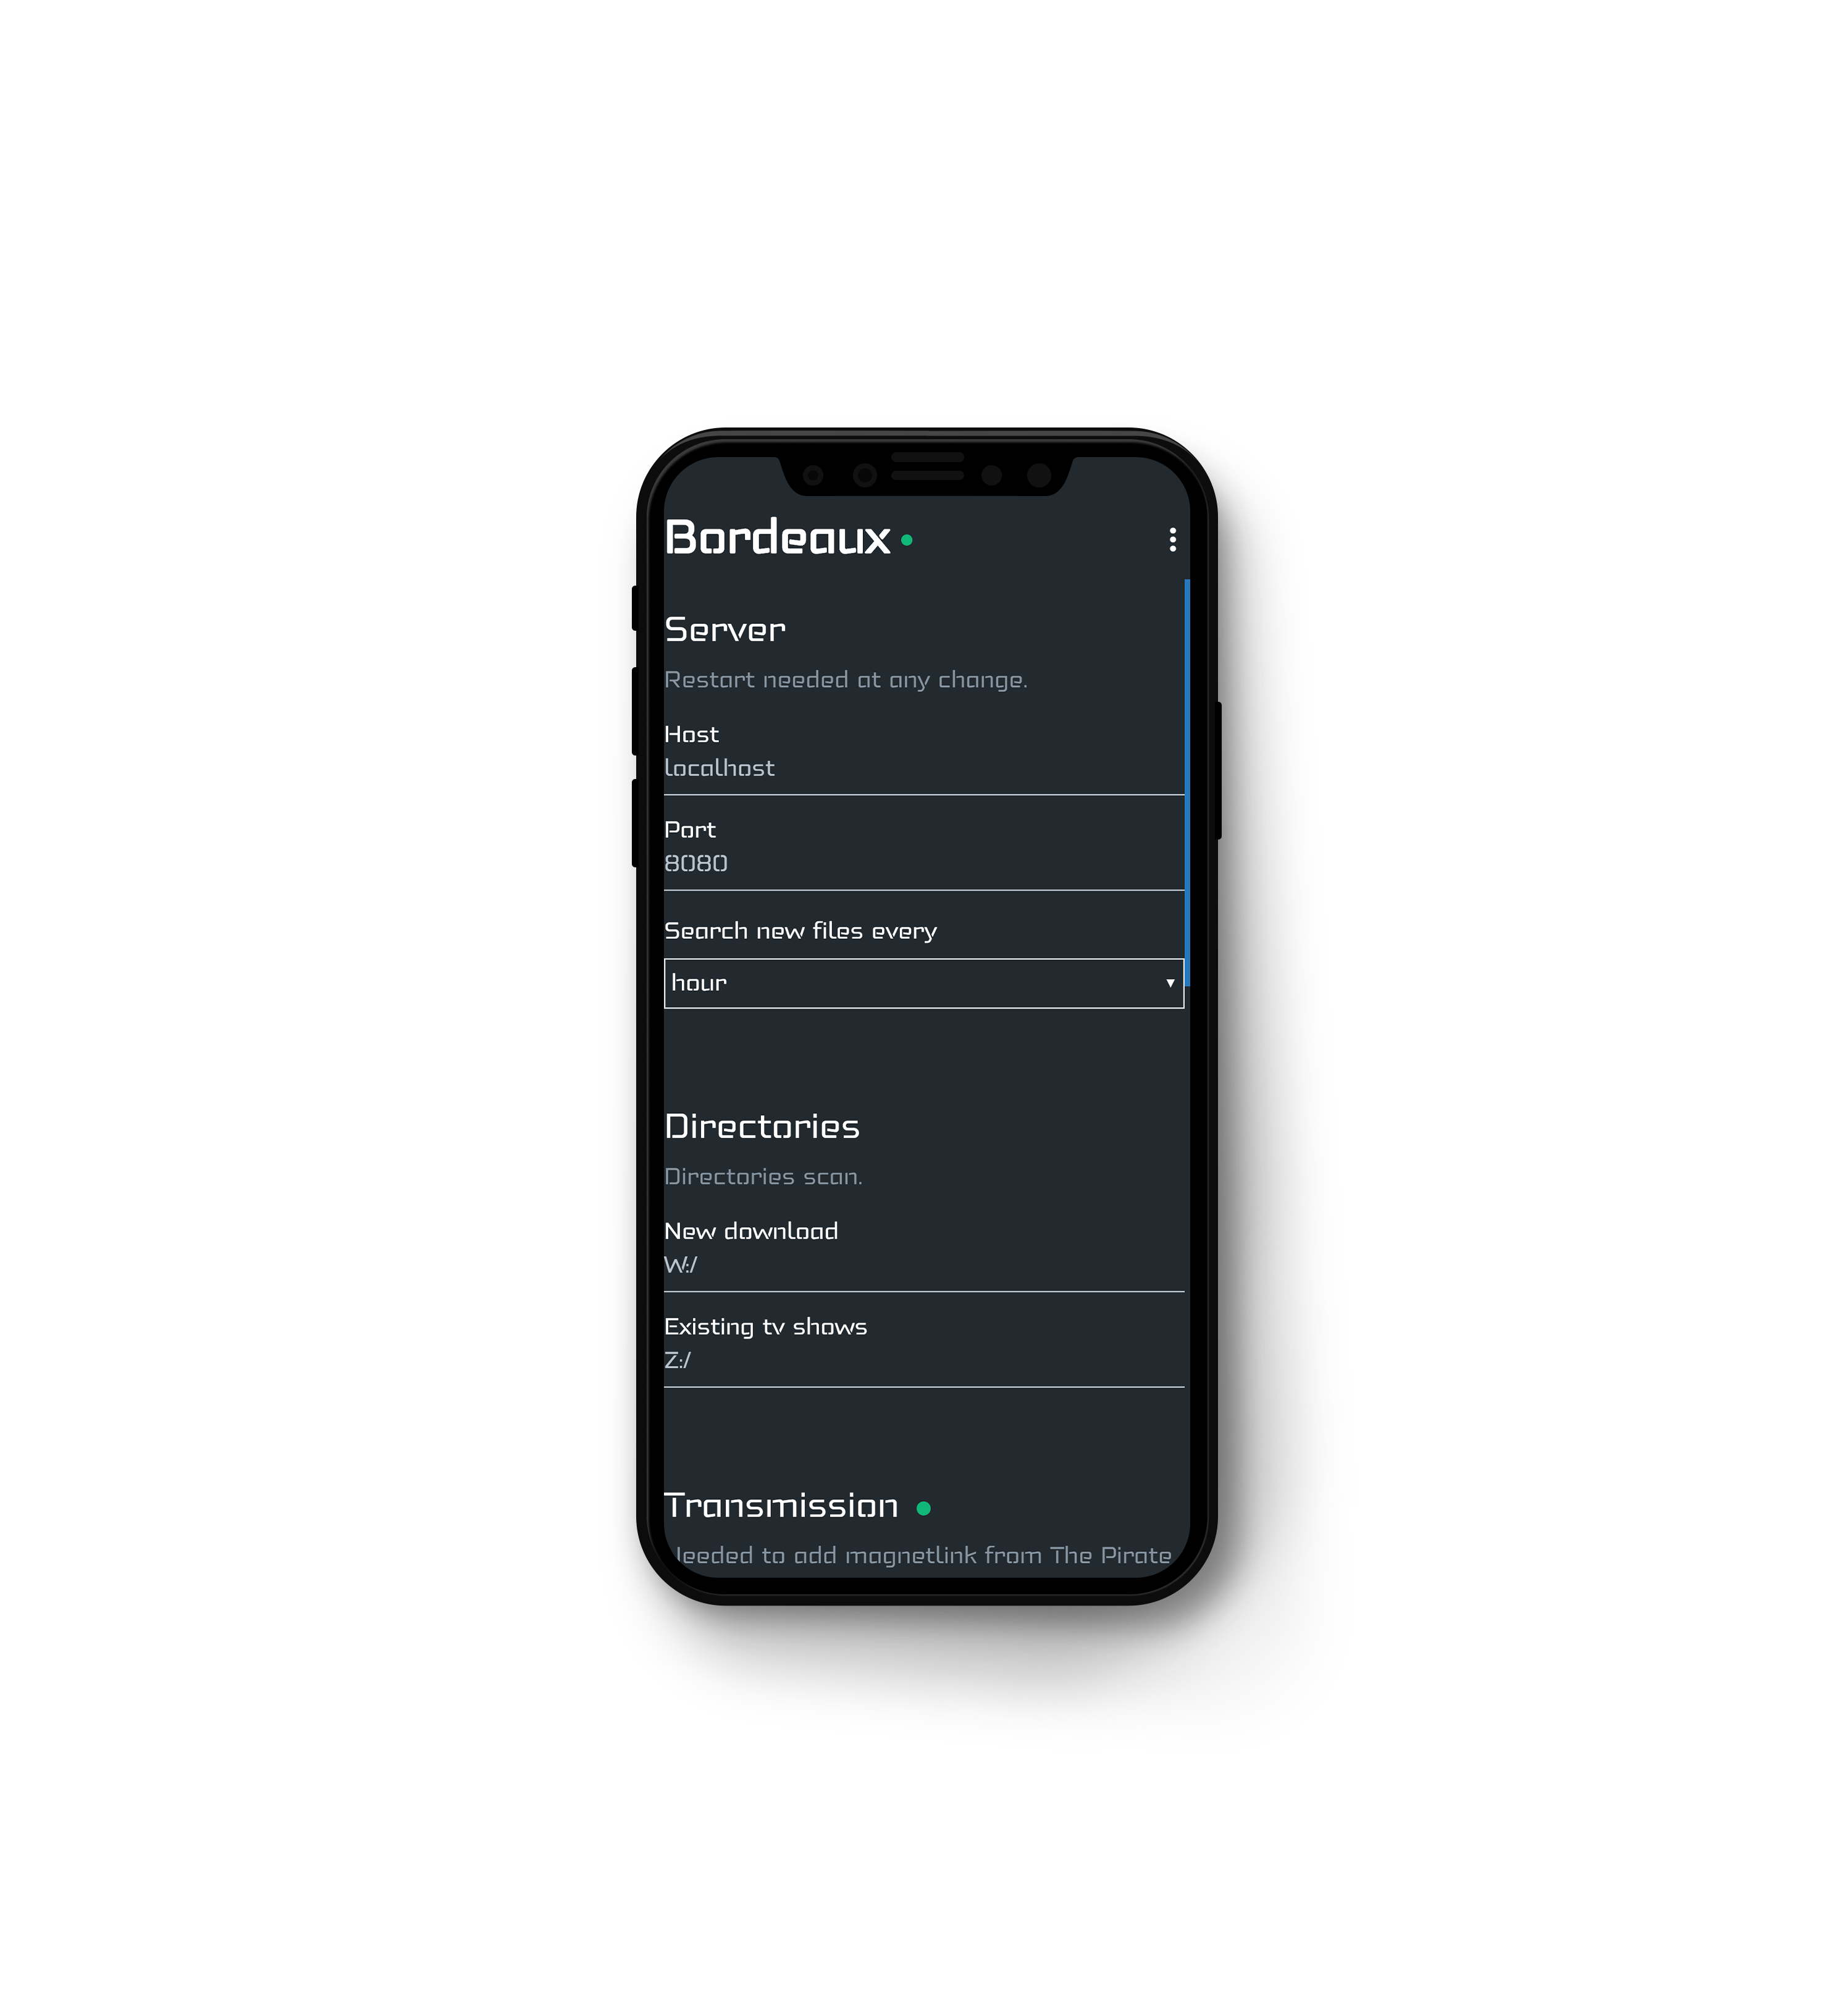 Bordeaux
Server
Restart needed at any change.
Host
localhost
Port
8080
Search new files every
hour
Directories
Directories scan.
New download
W:/
Existing tv shows
Z:/
Transmission
Needed to add magnetlink from The Pirate